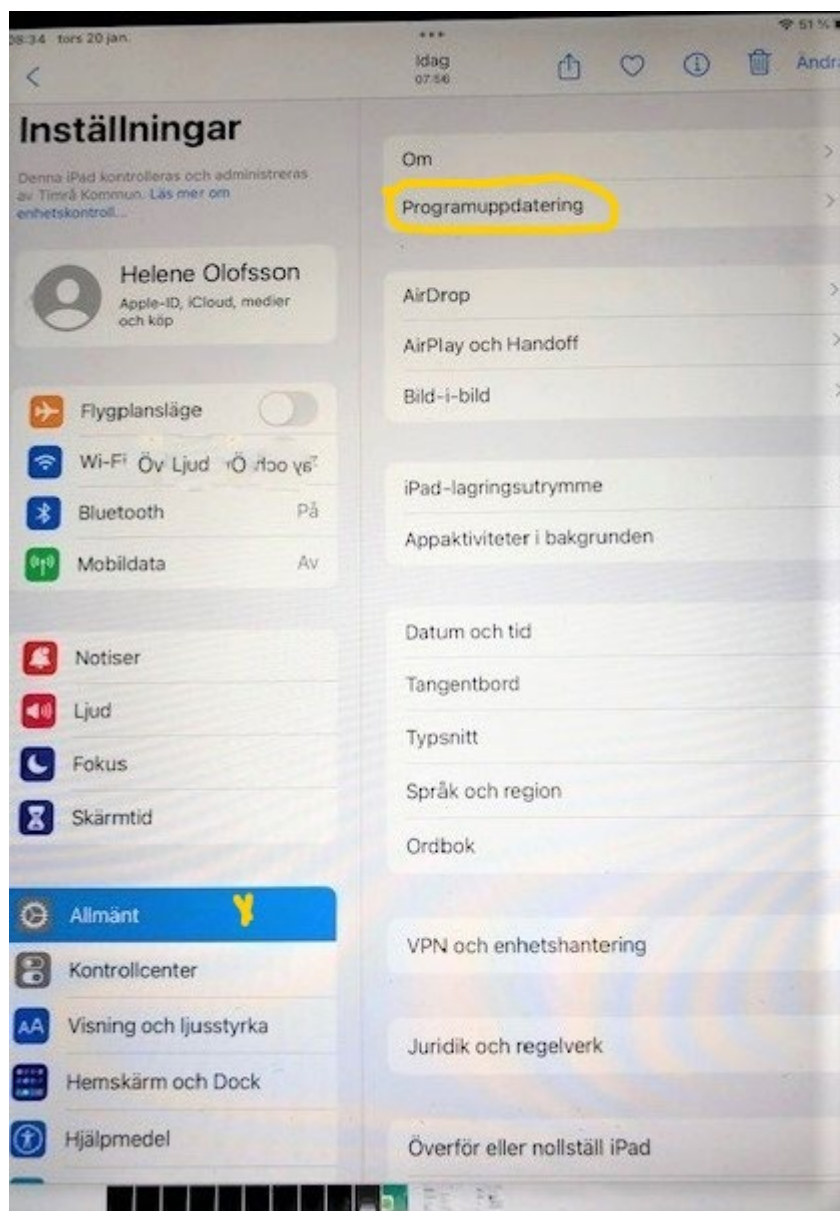 08:34 tors 20 jan.
51 %
Idag
07:56
Ändra
Inställningar
Denna iPad kontrolleras och administreras
av Timrå Kommun. Läs mer om
enhetskontroll...
Helene Olofsson
Apple-ID, iCloud, medier
och köp
Flygplansläge
Wi-Fi Öv Ljud
Bluetooth På
Mobildata Av
Notiser
Ljud
Fokus
Skärmtid
Allmänt
Kontrollcenter
AA Visning och ljusstyrka
Hemskärm och Dock
Hjälpmedel
Om
Programuppdatering
AirDrop
AirPlay och Handoff
Bild-i-bild
iPad-lagringsutrymme
Appaktiviteter i bakgrunden
Datum och tid
Tangentbord
Typsnitt
Språk och region
Ordbok
VPN och enhetshantering
Juridik och regelverk
Överför eller nollställ iPad